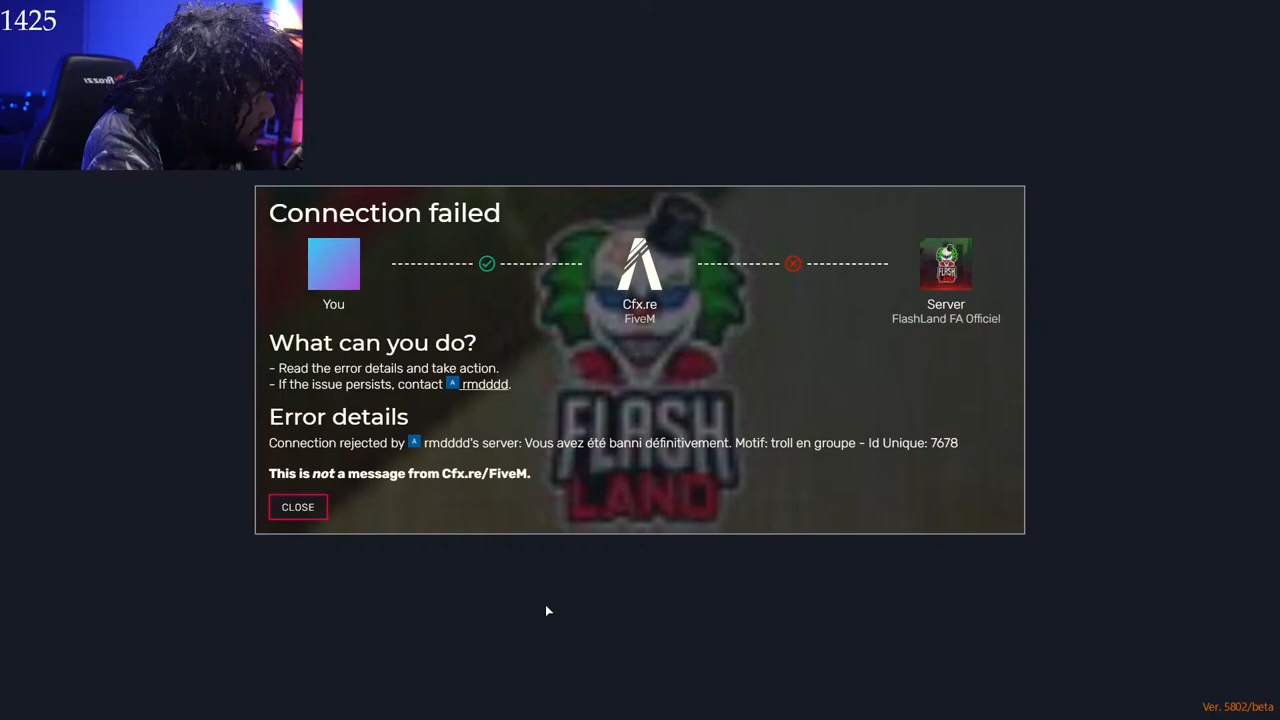 1425
AROZZI
Connection failed
You
Cfx.re
FiveM
Server
FlashLand FA Officiel
What can you do?
- Read the error details and take action.
- If the issue persists, contact A rmdddd.
Error details
Connection rejected by A rmdddd's server: Vous avez été banni définitivement. Motif: troll en groupe - Id Unique: 7678
This is not a message from Cfx.re/FiveM.
CLOSE
FLASH
LAND
FLASH
LAND
Ver. 5802/beta